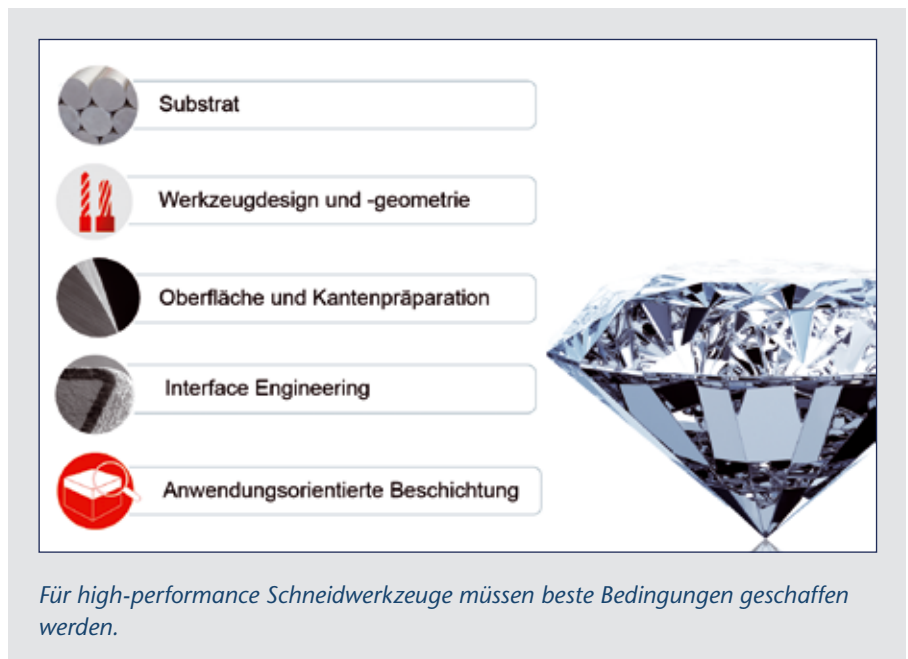 Substrat
Werkzeugdesign und -geometrie
Oberfläche und Kantenpräparation
Interface Engineering
Anwendungsorientierte Beschichtung
Für high-performance Schneidwerkzeuge müssen beste Bedingungen geschaffen
werden.